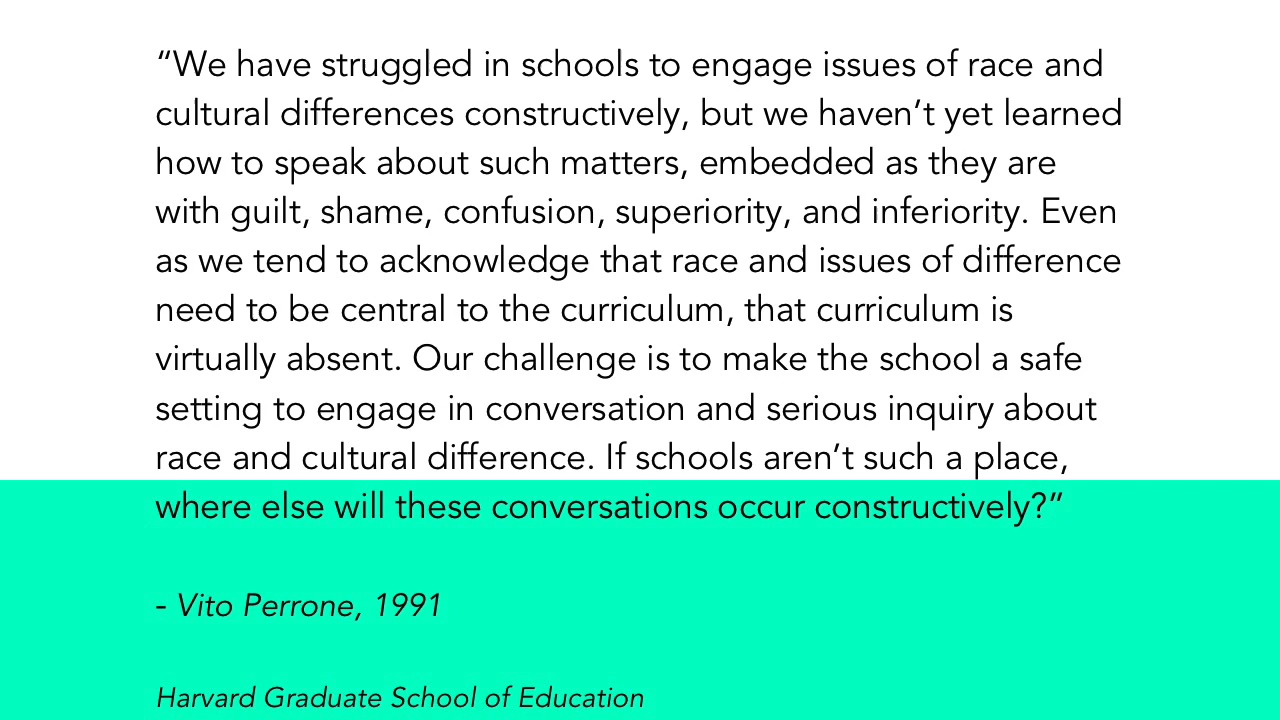 “We have struggled in schools to engage issues of race and
cultural differences constructively, but we haven’t yet learned
how to speak about such matters, embedded as they are
with guilt, shame, confusion, superiority, and inferiority. Even
as we tend to acknowledge that race and issues of difference
need to be central to the curriculum, that curriculum is
virtually absent. Our challenge is to make the school a safe
setting to engage in conversation and serious inquiry about
race and cultural difference. If schools aren’t such a place,
where else will these conversations occur constructively?”
- Vito Perrone, 1991
Harvard Graduate School of Education